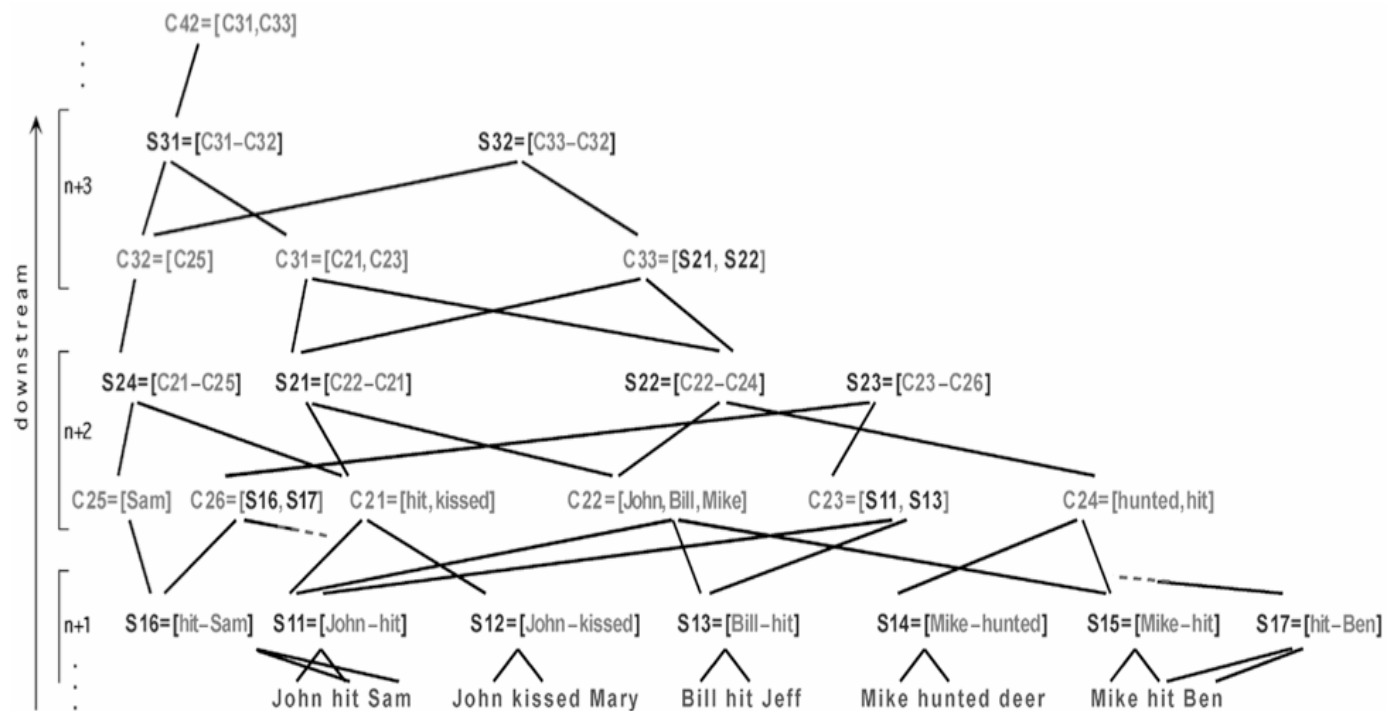 C42=[C31,C33]
S31=[C31–C32] S32=[C33–C32]
n+3
C32=[C25] C31=[C21,C23] C33=[S21, S22]
downstream
S24=[C21–C25] S21=[C22–C21] S22=[C22–C24] S23=[C23–C26]
n+2
C25=[Sam] C26=[S16,S17] C21=[hit,kissed] C22=[John,Bill,Mike] C23=[S11, S13] C24=[hunted,hit]
n+1 S16=[hit–Sam] S11=[John–hit] S12=[John–kissed] S13=[Bill–hit] S14=[Mike–hunted] S15=[Mike–hit] S17=[hit–Ben]
John hit Sam John kissed Mary Bill hit Jeff Mike hunted deer Mike hit Ben